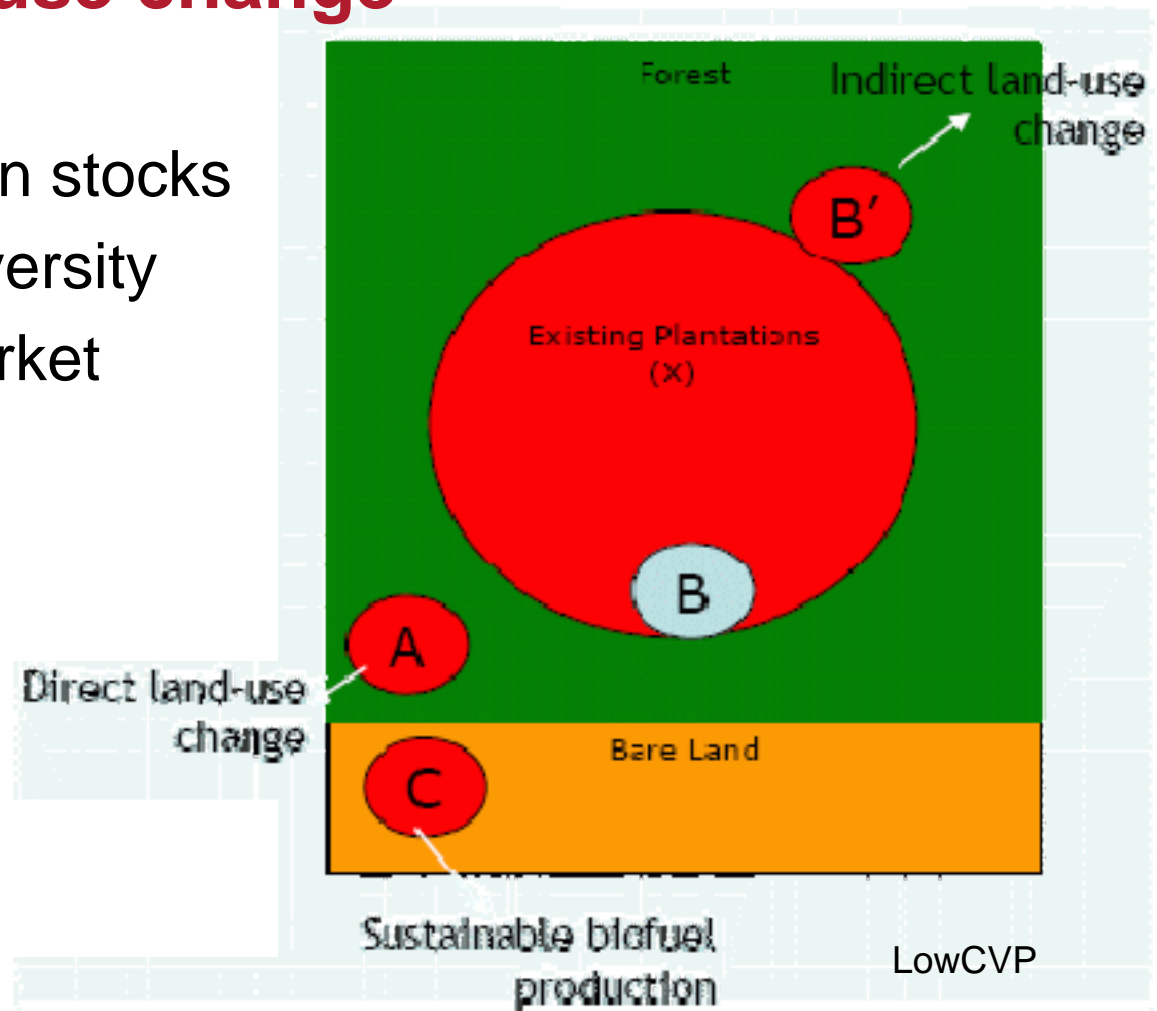 use change
n stocks
versity
rket
Forest
Indirect land-use
change
B′
Existing Plantations
(X)
B
A
Direct land-use
change
Bare Land
C
Sustainable biofuel
production
LowCVP